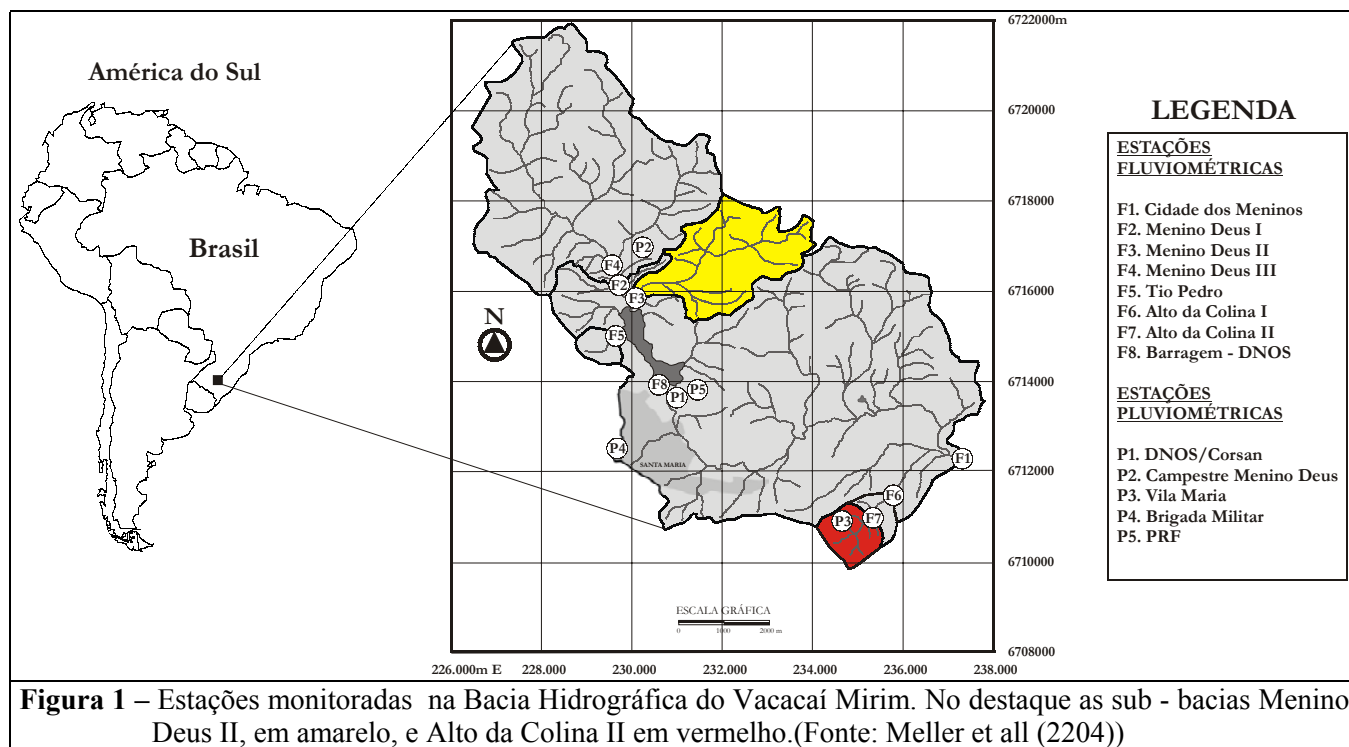 América do Sul
Brasil
N
6722000m
6720000
6718000
6716000
6714000
6712000
6710000
6708000
P2
F4
F2
F3
F5
F8
P1
P5
P4
SANTA MARIA
F1
F6
P3
F7
ESCALA GRÁFICA
0 1000 2000 m
226.000m E 228.000 230.000 232.000 234.000 236.000 238.000
LEGENDA
ESTAÇÕES
FLUVIOMÉTRICAS
F1. Cidade dos Meninos
F2. Menino Deus I
F3. Menino Deus II
F4. Menino Deus III
F5. Tio Pedro
F6. Alto da Colina I
F7. Alto da Colina II
F8. Barragem - DNOS
ESTAÇÕES
PLUVIOMÉTRICAS
P1. DNOS/Corsan
P2. Campestre Menino Deus
P3. Vila Maria
P4. Brigada Militar
P5. PRF
Figura 1 – Estações monitoradas na Bacia Hidrográfica do Vacacaí Mirim. No destaque as sub - bacias Menino
Deus II, em amarelo, e Alto da Colina II em vermelho.(Fonte: Meller et all (2204))